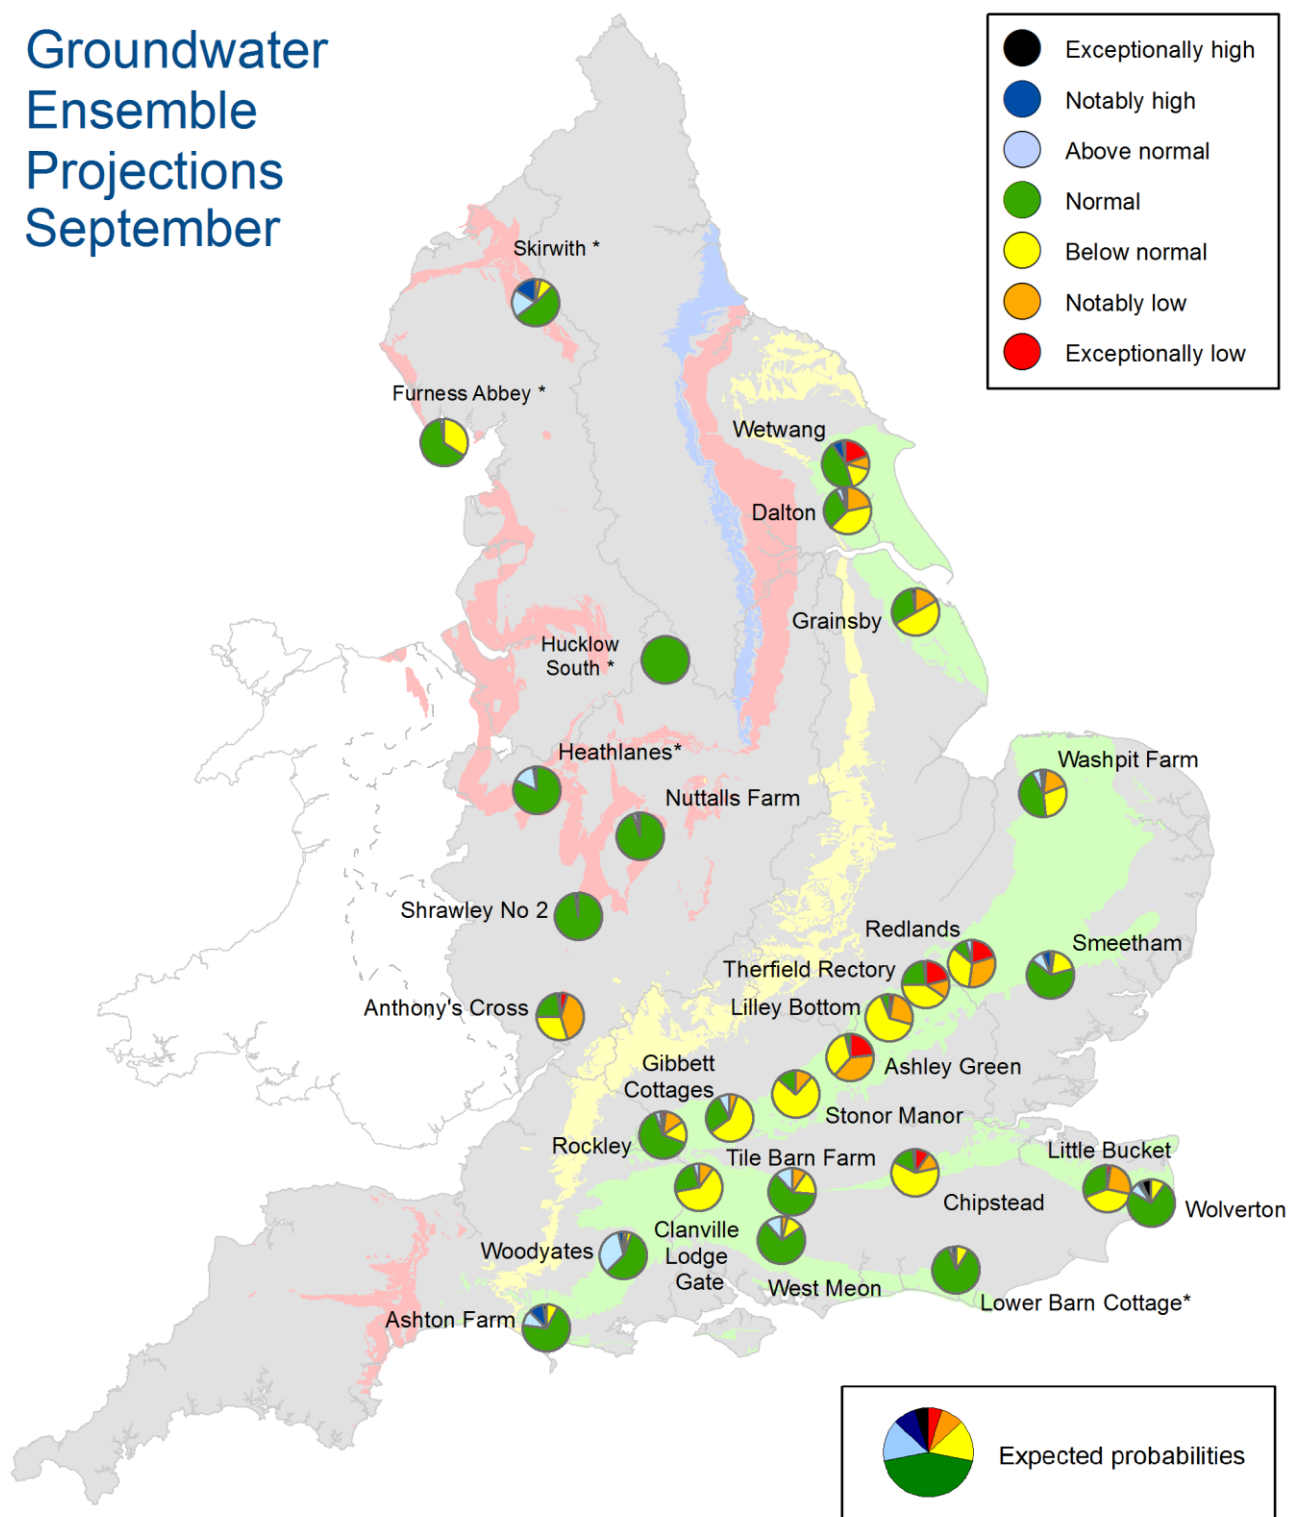 Groundwater
Ensemble
Projections
September
Exceptionally high
Notably high
Above normal
Normal
Below normal
Notably low
Exceptionally low
Skirwith *
Furness Abbey *
Wetwang
Dalton
Grainsby
Hucklow
South *
Heathlanes*
Washpit Farm
Nuttalls Farm
Shrawley No 2
Redlands
Smeetham
Therfield Rectory
Anthony's Cross
Lilley Bottom
Gibbett
Cottages
Ashley Green
Stonor Manor
Rockley
Tile Barn Farm
Little Bucket
Chipstead
Wolverton
Clanville
Lodge
Gate
Woodyates
West Meon
Lower Barn Cottage*
Ashton Farm
Expected probabilities